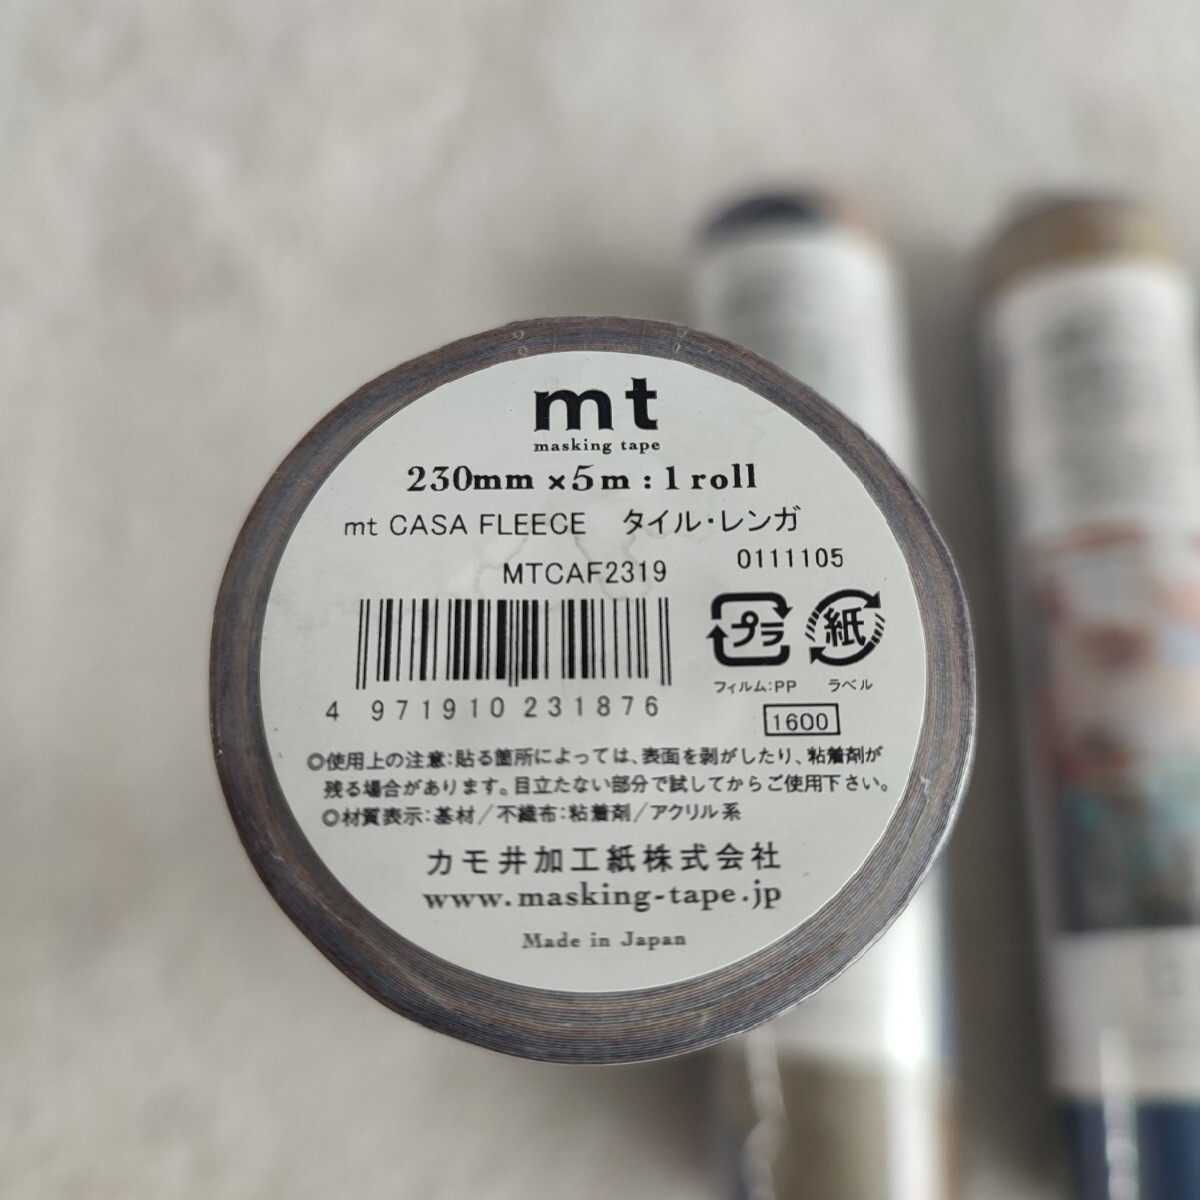 mt
masking tape
230mm×5m:1roll
mt CASA FLEECE タイル・レンガ
MTCAF2319
0111105
プラ
紙
フィルム:PP ラベル
4 971910 231876
1600
◎使用上の注意:貼る箇所によっては、表面を剥がしたり、粘着剤が
残る場合があります。目立たない部分で試してからご使用下さい。
◎材質表示:基材/不織布:粘着剤/アクリル系
カモ井加工紙株式会社
www.masking-tape.jp
Made in Japan